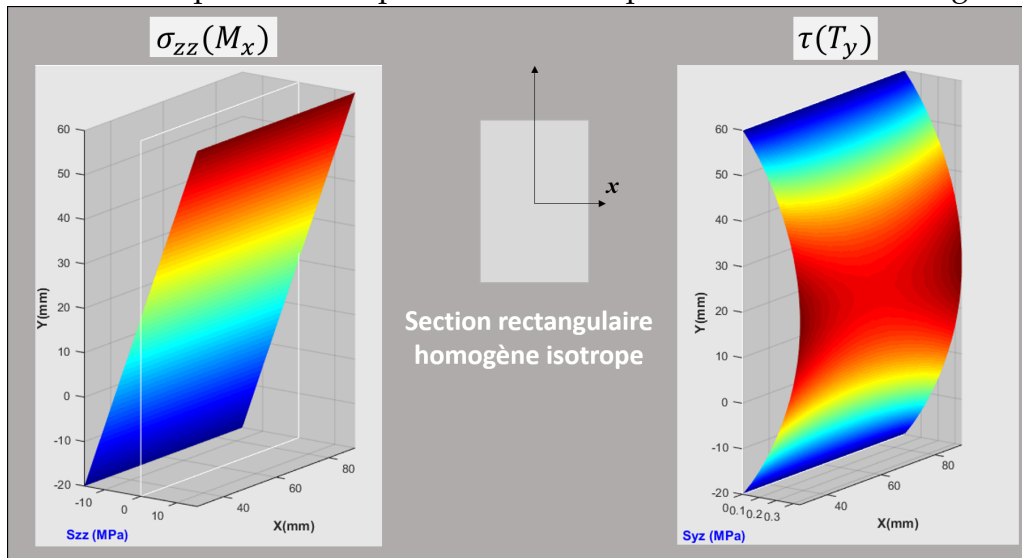 σzz(Mx)
τ(Ty)
x
Section rectangulaire
homogène isotrope
60
50
40
30
20
10
0
-10
-20
Y(mm)
-10
0
10
Szz (MPa)
40
60
80
X(mm)
60
50
40
30
20
10
0
-10
-20
Y(mm)
0
0.1
0.2
0.3
Syz (MPa)
40
60
80
X(mm)